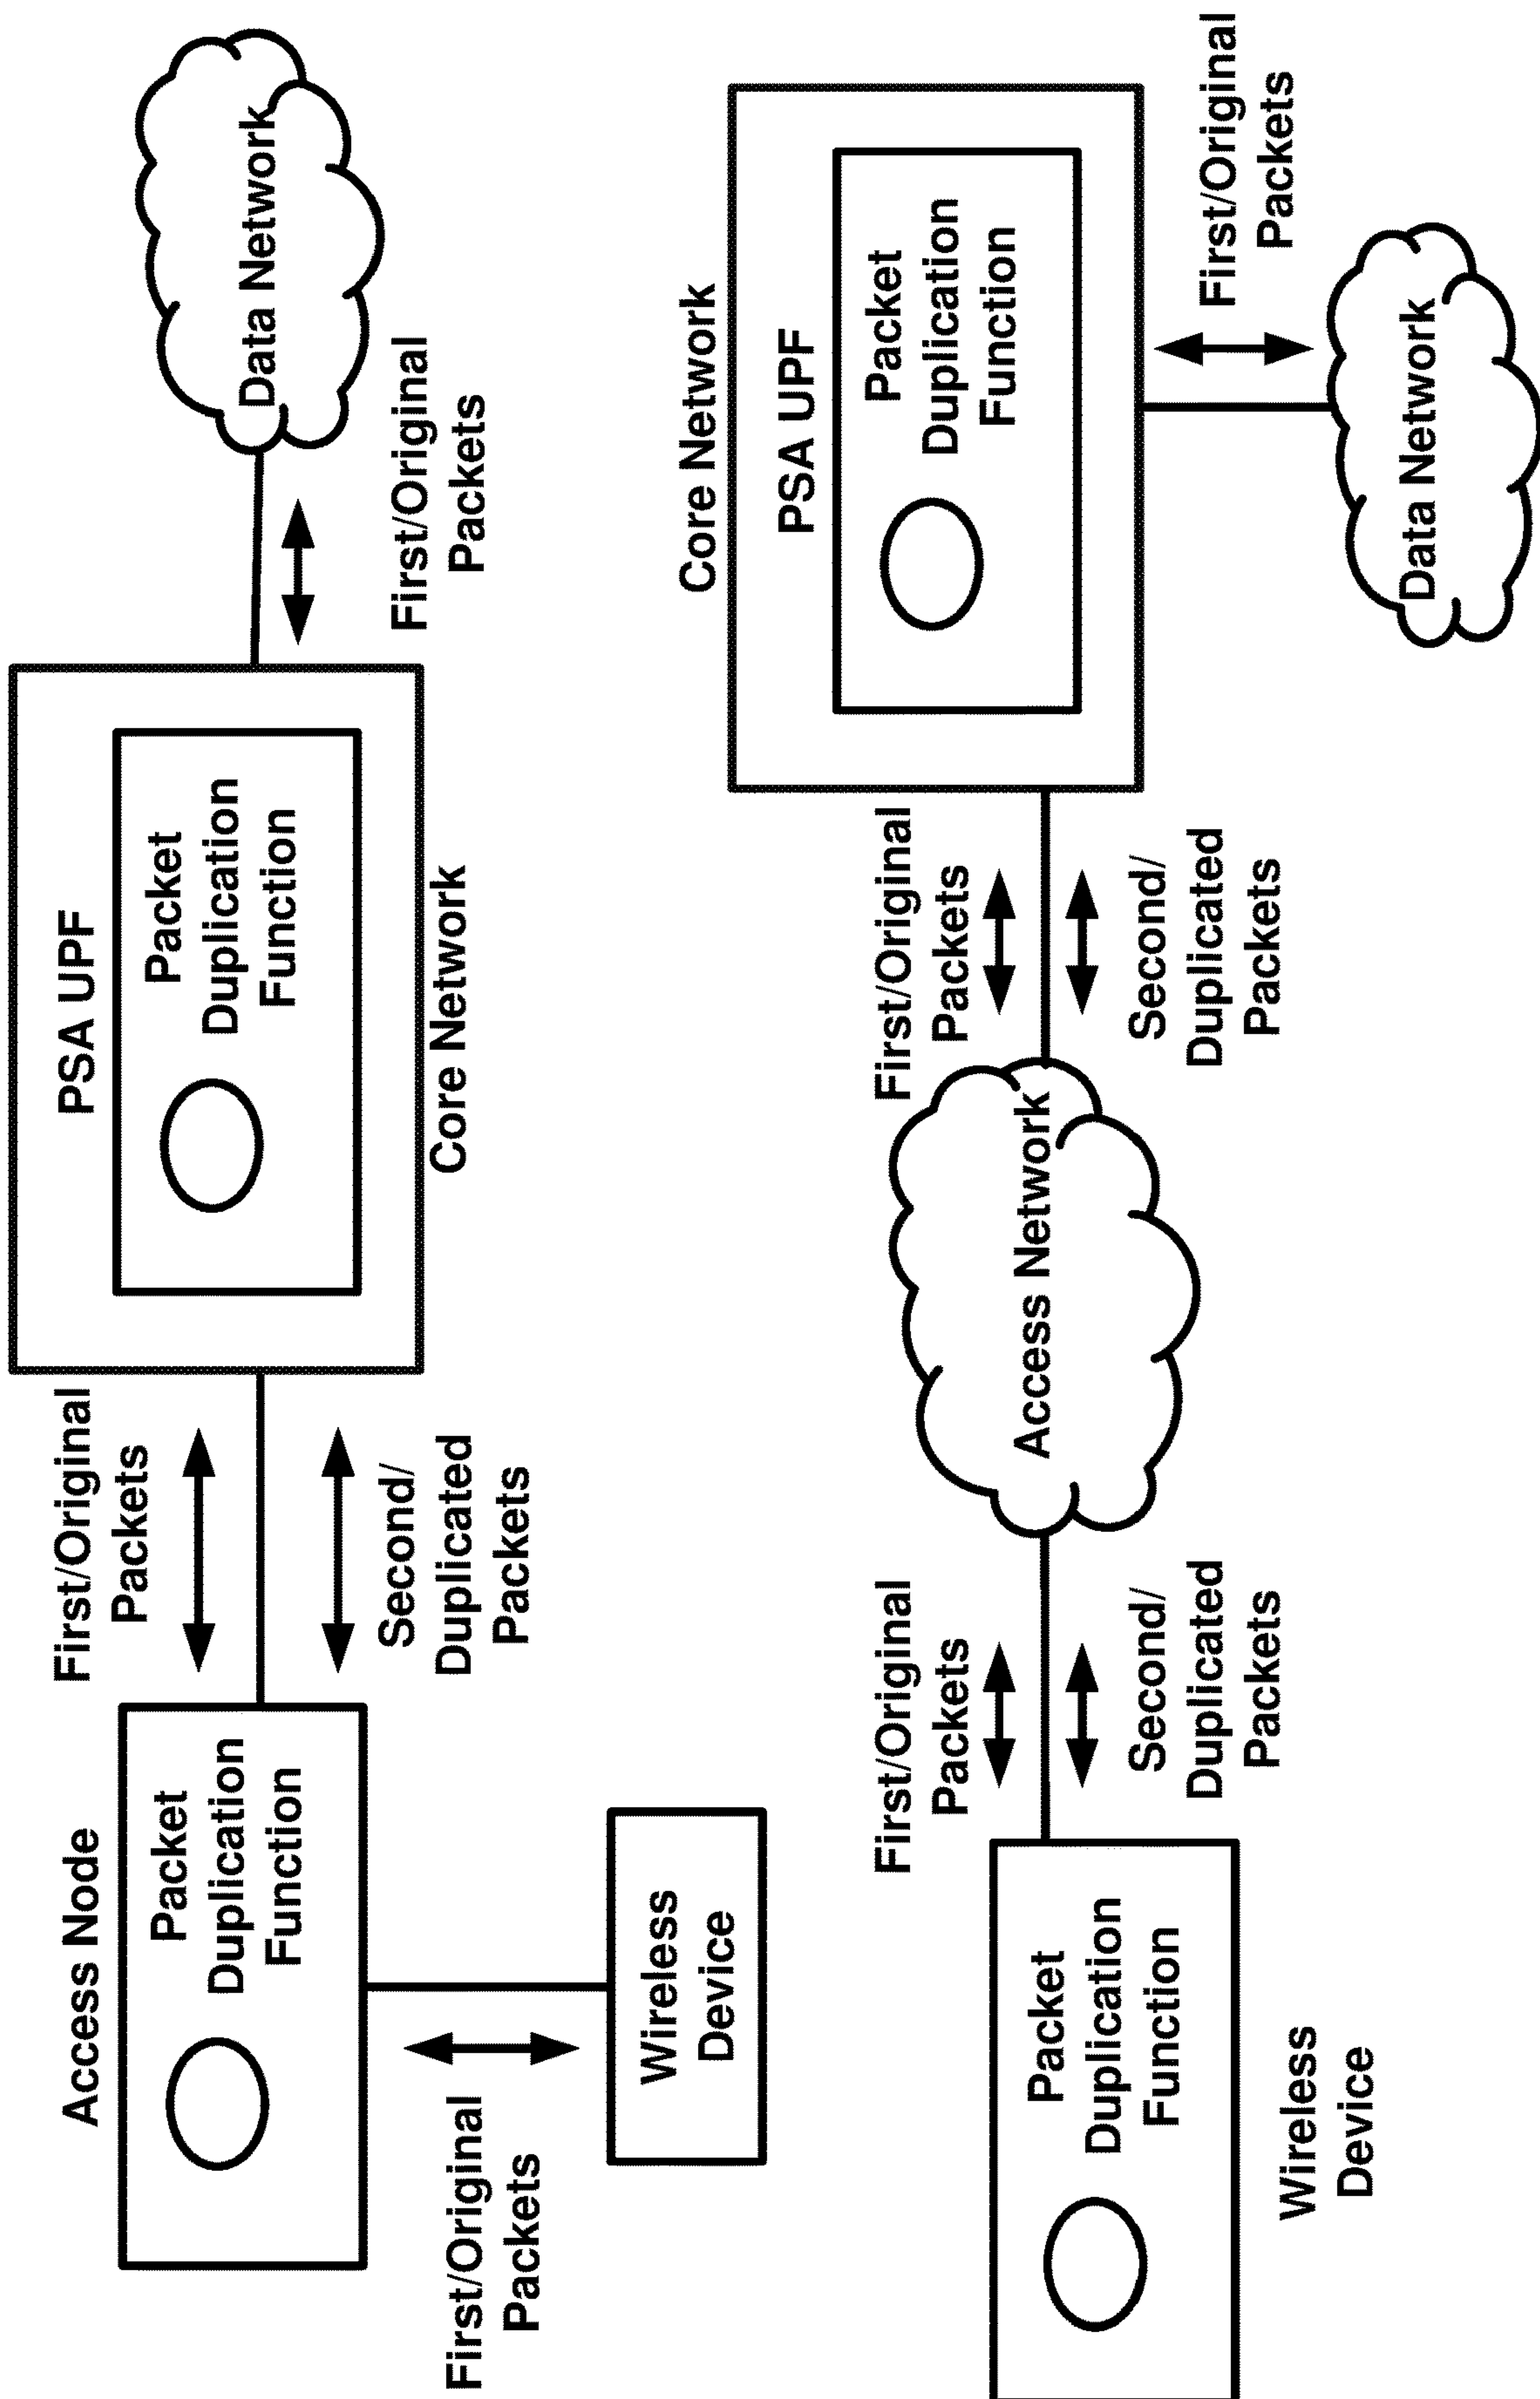 Access Node
Packet
Duplication
Function
First/Original
Packets
Wireless
Device
First/Original
Packets
Second/
Duplicated
Packets
PSA UPF
Packet
Duplication
Function
Core Network
First/Original
Packets
Data Network
Packet
Duplication
Function
Wireless
Device
First/Original
Packets
Second/
Duplicated
Packets
Access Network
First/Original
Packets
Second/
Duplicated
Packets
Core Network
PSA UPF
Packet
Duplication
Function
First/Original
Packets
Data Network